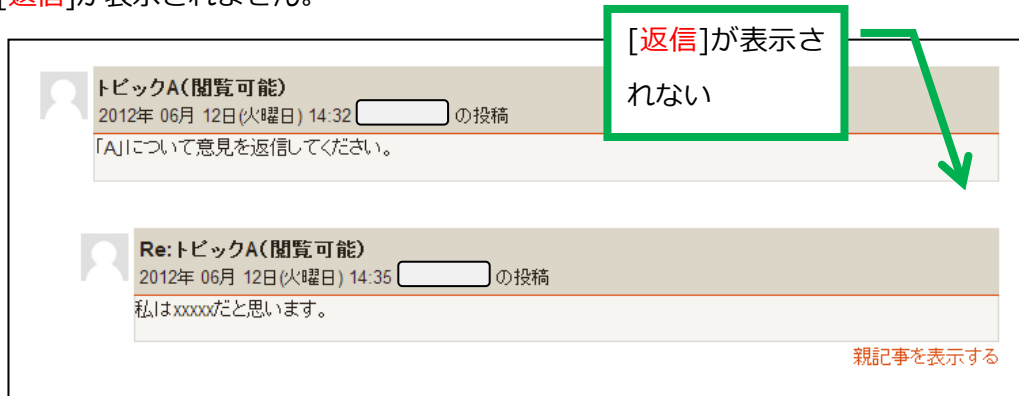 [返信]が表示されません。
[返信]が表示さ
れない
トピックA(閲覧可能)
2012年 06月 12日(火曜日) 14:32 の投稿
「A」について意見を返信してください。
Re:トピックA(閲覧可能)
2012年 06月 12日(火曜日) 14:35 の投稿
私はxxxxxだと思います。
親記事を表示する